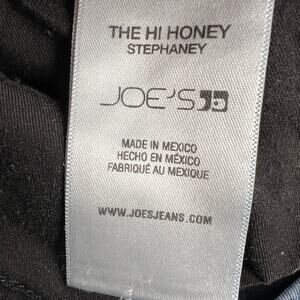 THE HI HONEY
STEPHANEY
JOE'S
MADE IN MEXICO
HECHO EN MÉXICO
FABRIQUÉ AU MEXIQUE
WWW.JOESJEANS.COM